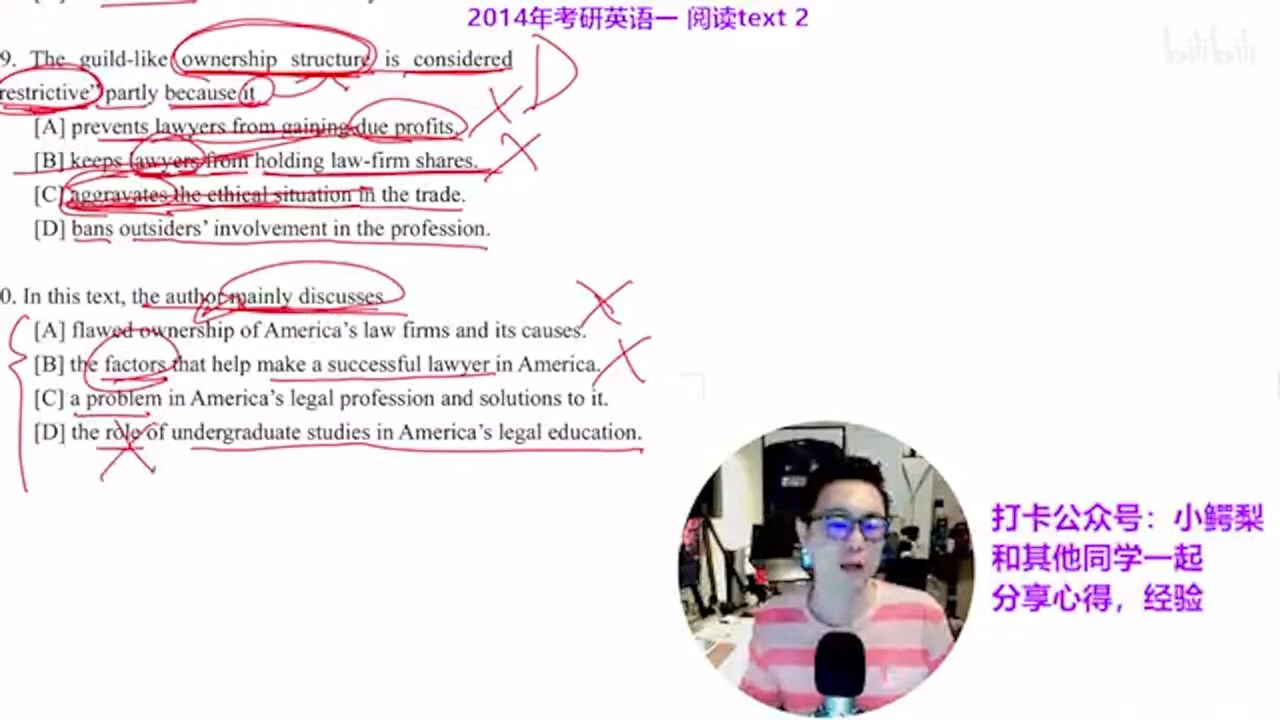 2014年考研英语一 阅读text 2
bilibili
9. The guild-like ownership structure is considered
restrictive” partly because it
D
[A] prevents lawyers from gaining due profits.
[B] keeps lawyers from holding law-firm shares.
[C] aggravates the ethical situation in the trade.
[D] bans outsiders’ involvement in the profession.
0. In this text, the author mainly discusses
[A] flawed ownership of America’s law firms and its causes.
[B] the factors that help make a successful lawyer in America.
[C] a problem in America’s legal profession and solutions to it.
[D] the role of undergraduate studies in America’s legal education.
打卡公众号：小鳄梨
和其他同学一起
分享心得，经验